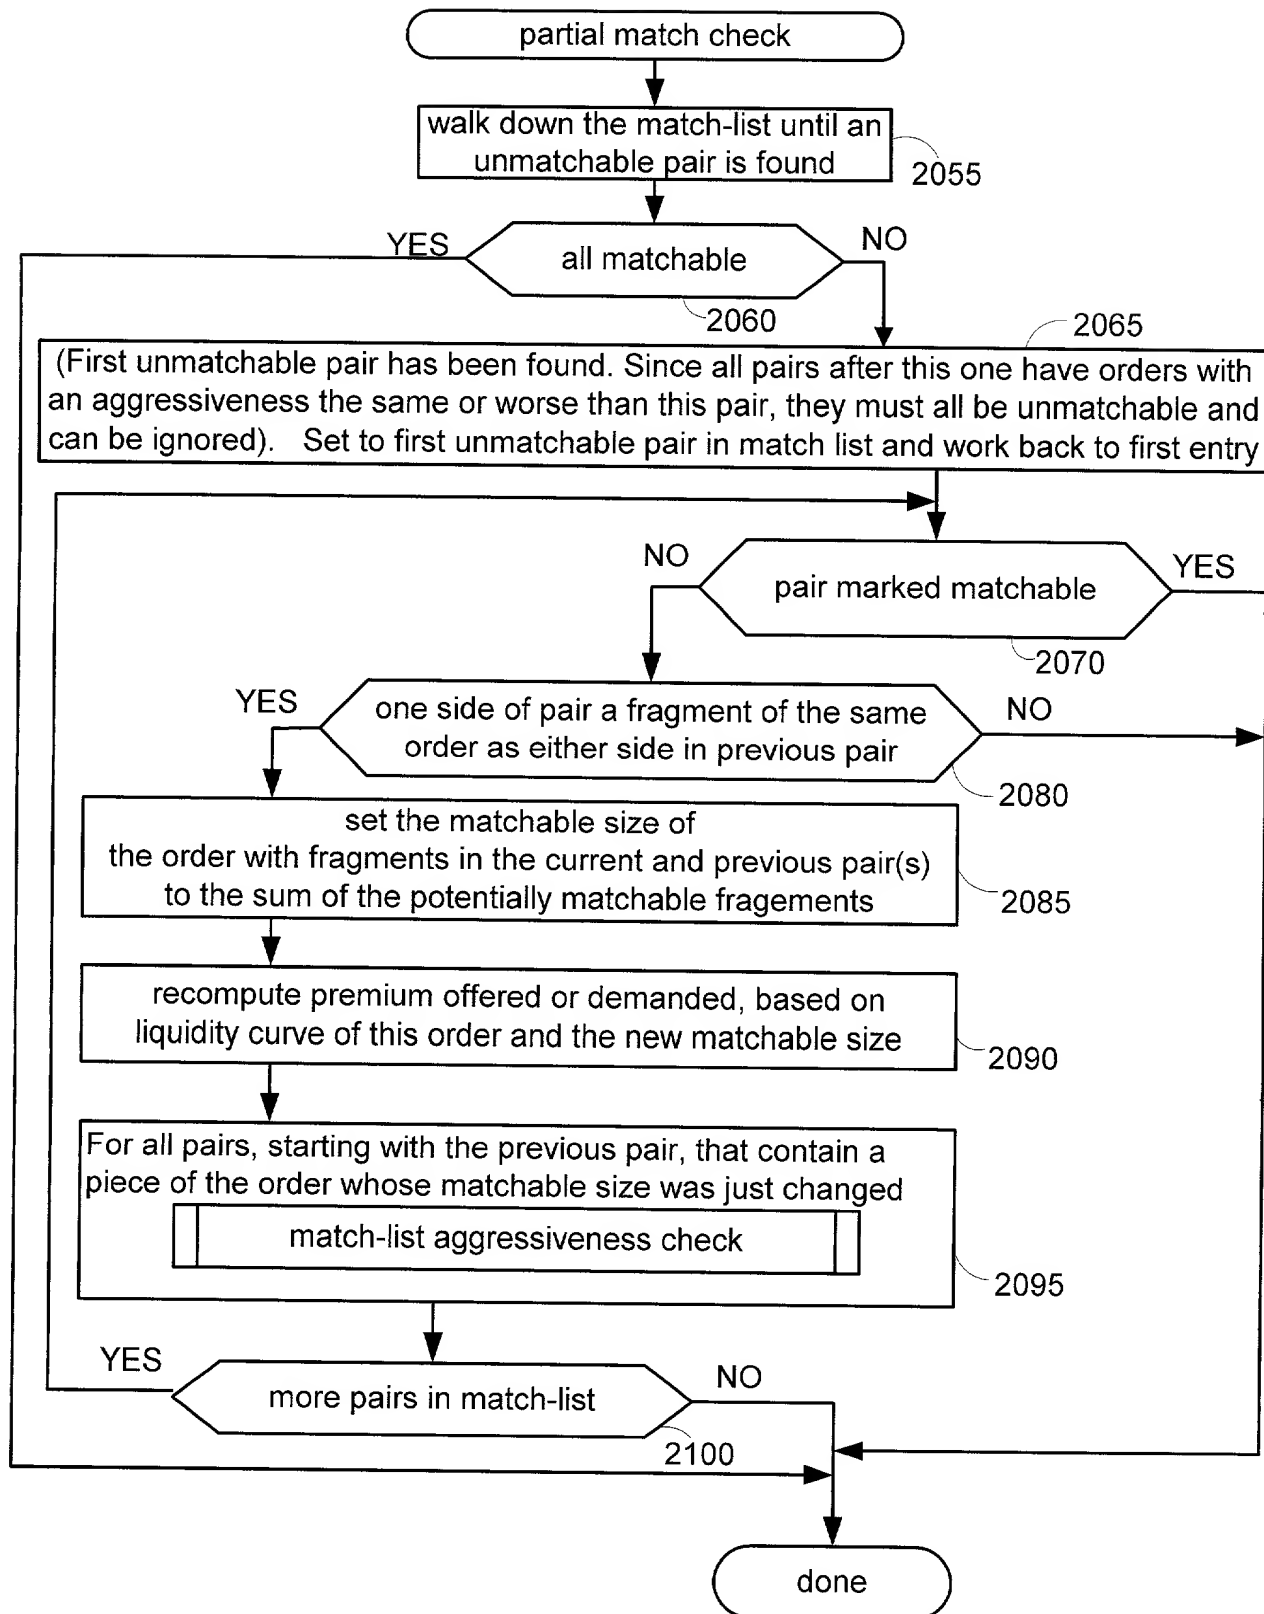 partial match check
walk down the match-list until an
unmatchable pair is found
2055
YES
NO
all matchable
2060
2065
(First unmatchable pair has been found. Since all pairs after this one have orders with
an aggressiveness the same or worse than this pair, they must all be unmatchable and
can be ignored). Set to first unmatchable pair in match list and work back to first entry
NO
YES
pair marked matchable
2070
YES
NO
one side of pair a fragment of the same
order as either side in previous pair
2080
set the matchable size of
the order with fragments in the current and previous pair(s)
to the sum of the potentially matchable fragements
2085
recompute premium offered or demanded, based on
liquidity curve of this order and the new matchable size
2090
For all pairs, starting with the previous pair, that contain a
piece of the order whose matchable size was just changed
match-list aggressiveness check
2095
YES
NO
more pairs in match-list
2100
done